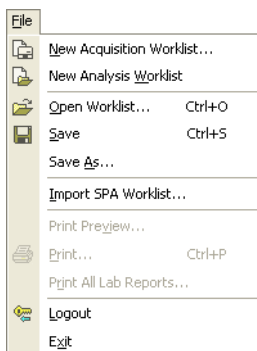 File
New Acquisition Worklist...
New Analysis Worklist
Open Worklist... Ctrl+O
Save Ctrl+S
Save As...
Import SPA Worklist...
Print Preview...
Print... Ctrl+P
Print All Lab Reports...
Logout
Exit